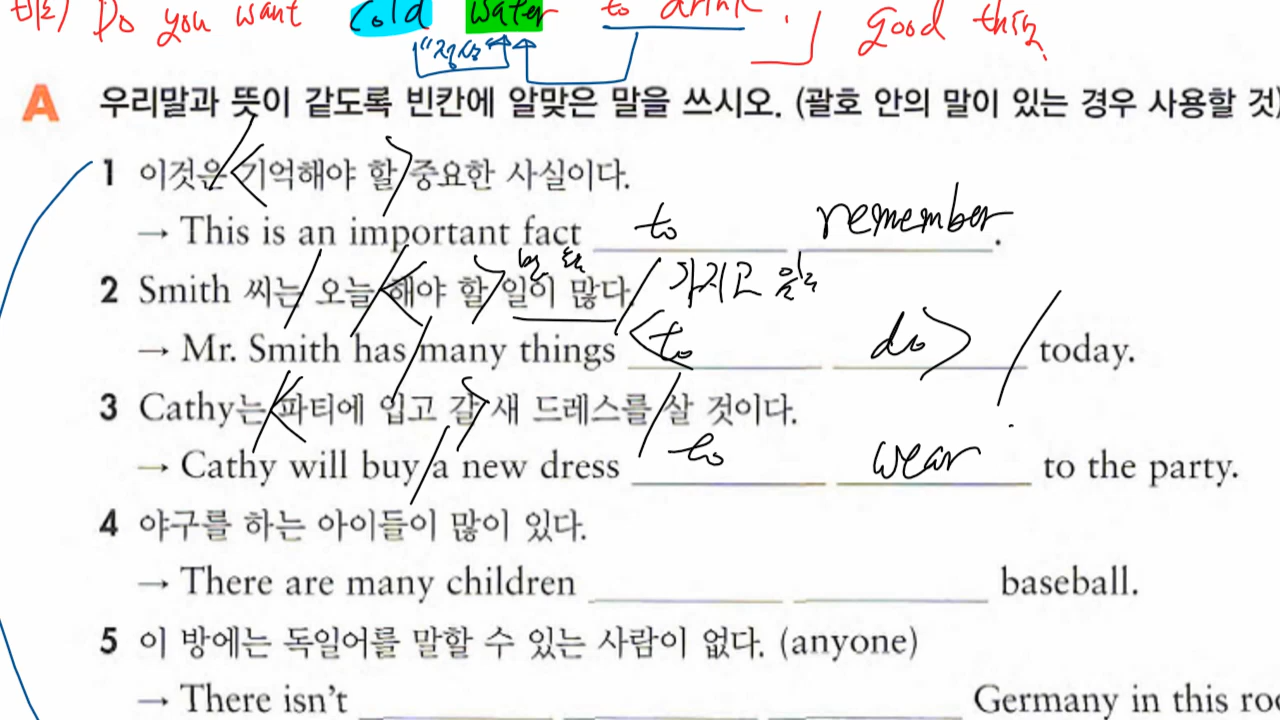 Do you want cold water to drink. good thing
"정상"
A 우리말과 뜻이 같도록 빈칸에 알맞은 말을 쓰시오. (괄호 안의 말이 있는 경우 사용할 것)
1 이것은 기억해야 할 중요한 사실이다.
→ This is an important fact to remember.
2 Smith 씨는 오늘 해야 할 일이 많다. 가지고 있는
→ Mr. Smith has many things to do today.
3 Cathy는 파티에 입고 갈 새 드레스를 살 것이다.
→ Cathy will buy a new dress to wear to the party.
4 야구를 하는 아이들이 많이 있다.
→ There are many children baseball.
5 이 방에는 독일어를 말할 수 있는 사람이 없다. (anyone)
→ There isn't Germany in this roo